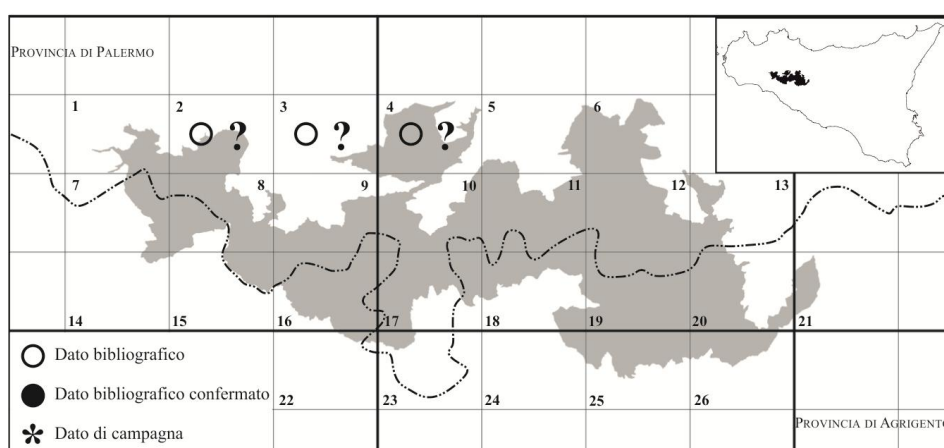 PROVINCIA DI PALERMO
1 2 3 4 5 6
? ? ?
7 8 9 10 11 12 13
14 15 16 17 18 19 20 21
Dato bibliografico
Dato bibliografico confermato
22 23 24 25 26
Dato di campagna
PROVINCIA DI AGRIGENTO